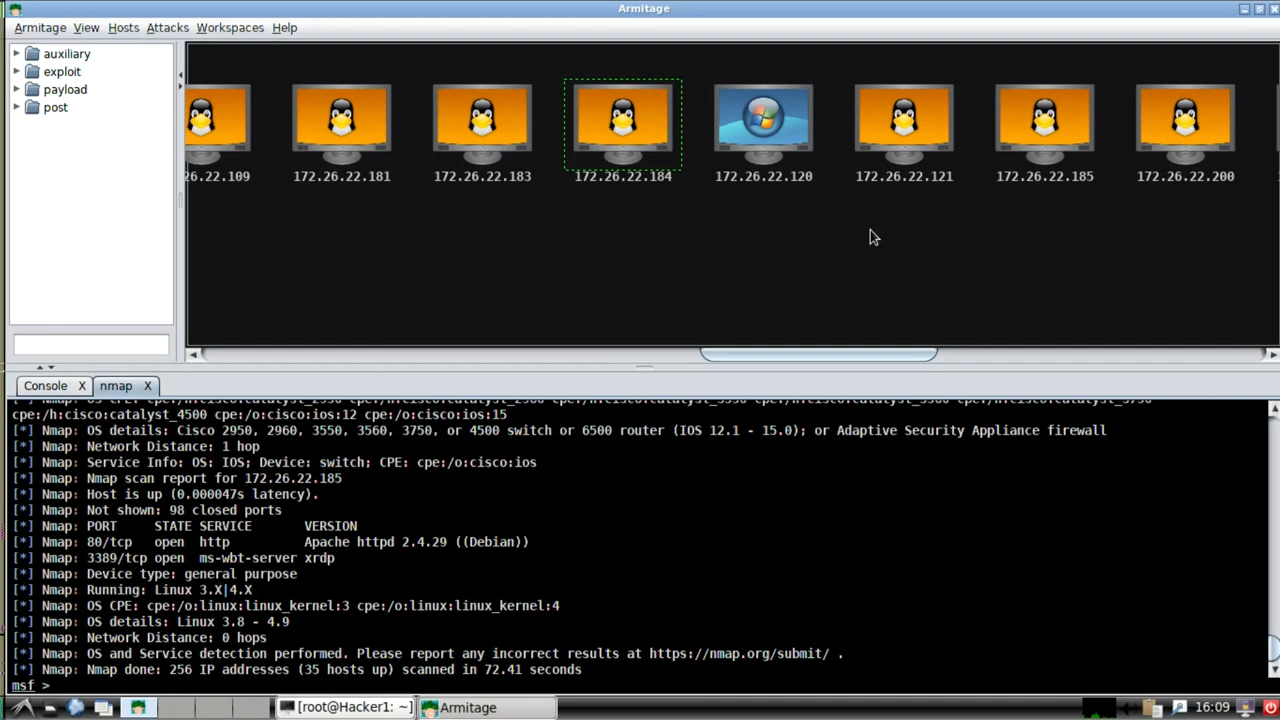 Armitage
Armitage View Hosts Attacks Workspaces Help
auxiliary
exploit
payload
post
26.22.109
172.26.22.181
172.26.22.183
172.26.22.184
172.26.22.120
172.26.22.121
172.26.22.185
172.26.22.200
Console X nmap X
cpe:/h:cisco:catalyst_4500 cpe:/o:cisco:ios:12 cpe:/o:cisco:ios:15
[*] Nmap: OS details: Cisco 2950, 2960, 3550, 3560, 3750, or 4500 switch or 6500 router (IOS 12.1 - 15.0); or Adaptive Security Appliance firewall
[*] Nmap: Network Distance: 1 hop
[*] Nmap: Service Info: OS: IOS; Device: switch; CPE: cpe:/o:cisco:ios
[*] Nmap: Nmap scan report for 172.26.22.185
[*] Nmap: Host is up (0.000047s latency).
[*] Nmap: Not shown: 98 closed ports
[*] Nmap: PORT STATE SERVICE VERSION
[*] Nmap: 80/tcp open http Apache httpd 2.4.29 ((Debian))
[*] Nmap: 3389/tcp open ms-wbt-server xrdp
[*] Nmap: Device type: general purpose
[*] Nmap: Running: Linux 3.X|4.X
[*] Nmap: OS CPE: cpe:/o:linux:linux_kernel:3 cpe:/o:linux:linux_kernel:4
[*] Nmap: OS details: Linux 3.8 - 4.9
[*] Nmap: Network Distance: 0 hops
[*] Nmap: OS and Service detection performed. Please report any incorrect results at https://nmap.org/submit/ .
[*] Nmap: Nmap done: 256 IP addresses (35 hosts up) scanned in 72.41 seconds
msf >
[root@Hacker1: ~] Armitage 16:09